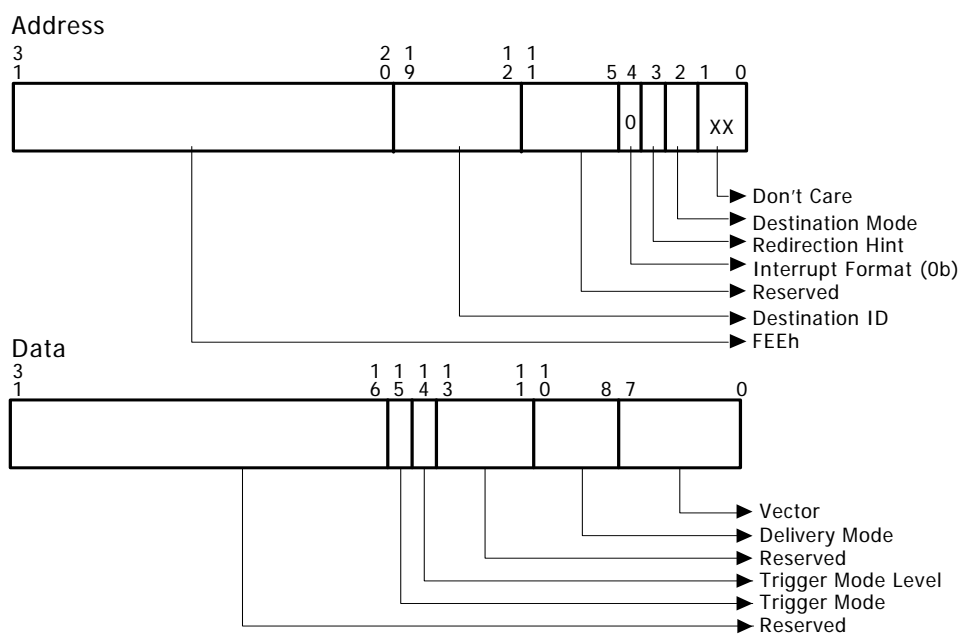 Address
3 2 1 1 1
1 0 9 2 1 5 4 3 2 1 0
0 XX
Don't Care
Destination Mode
Redirection Hint
Interrupt Format (0b)
Reserved
Destination ID
FEEh
Data
3 1 1 1 1 1 1
1 6 5 4 3 1 0 8 7 0
Vector
Delivery Mode
Reserved
Trigger Mode Level
Trigger Mode
Reserved